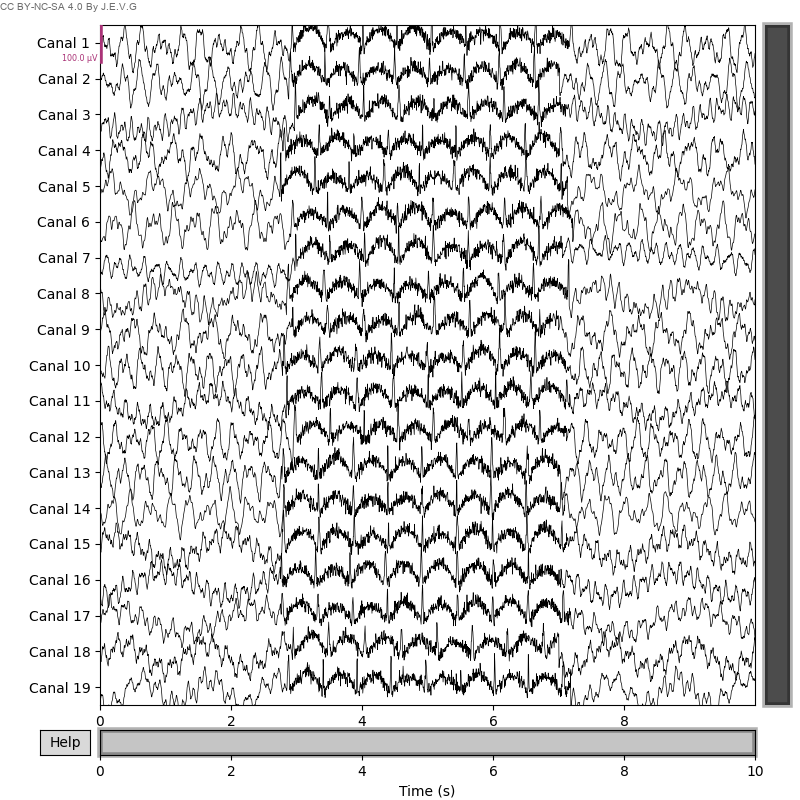 CC BY-NC-SA 4.0 By J.E.V.G
Canal 1
100.0 µV
Canal 2
Canal 3
Canal 4
Canal 5
Canal 6
Canal 7
Canal 8
Canal 9
Canal 10
Canal 11
Canal 12
Canal 13
Canal 14
Canal 15
Canal 16
Canal 17
Canal 18
Canal 19
0 2 4 6 8
Help
0 2 4 6 8 10
Time (s)